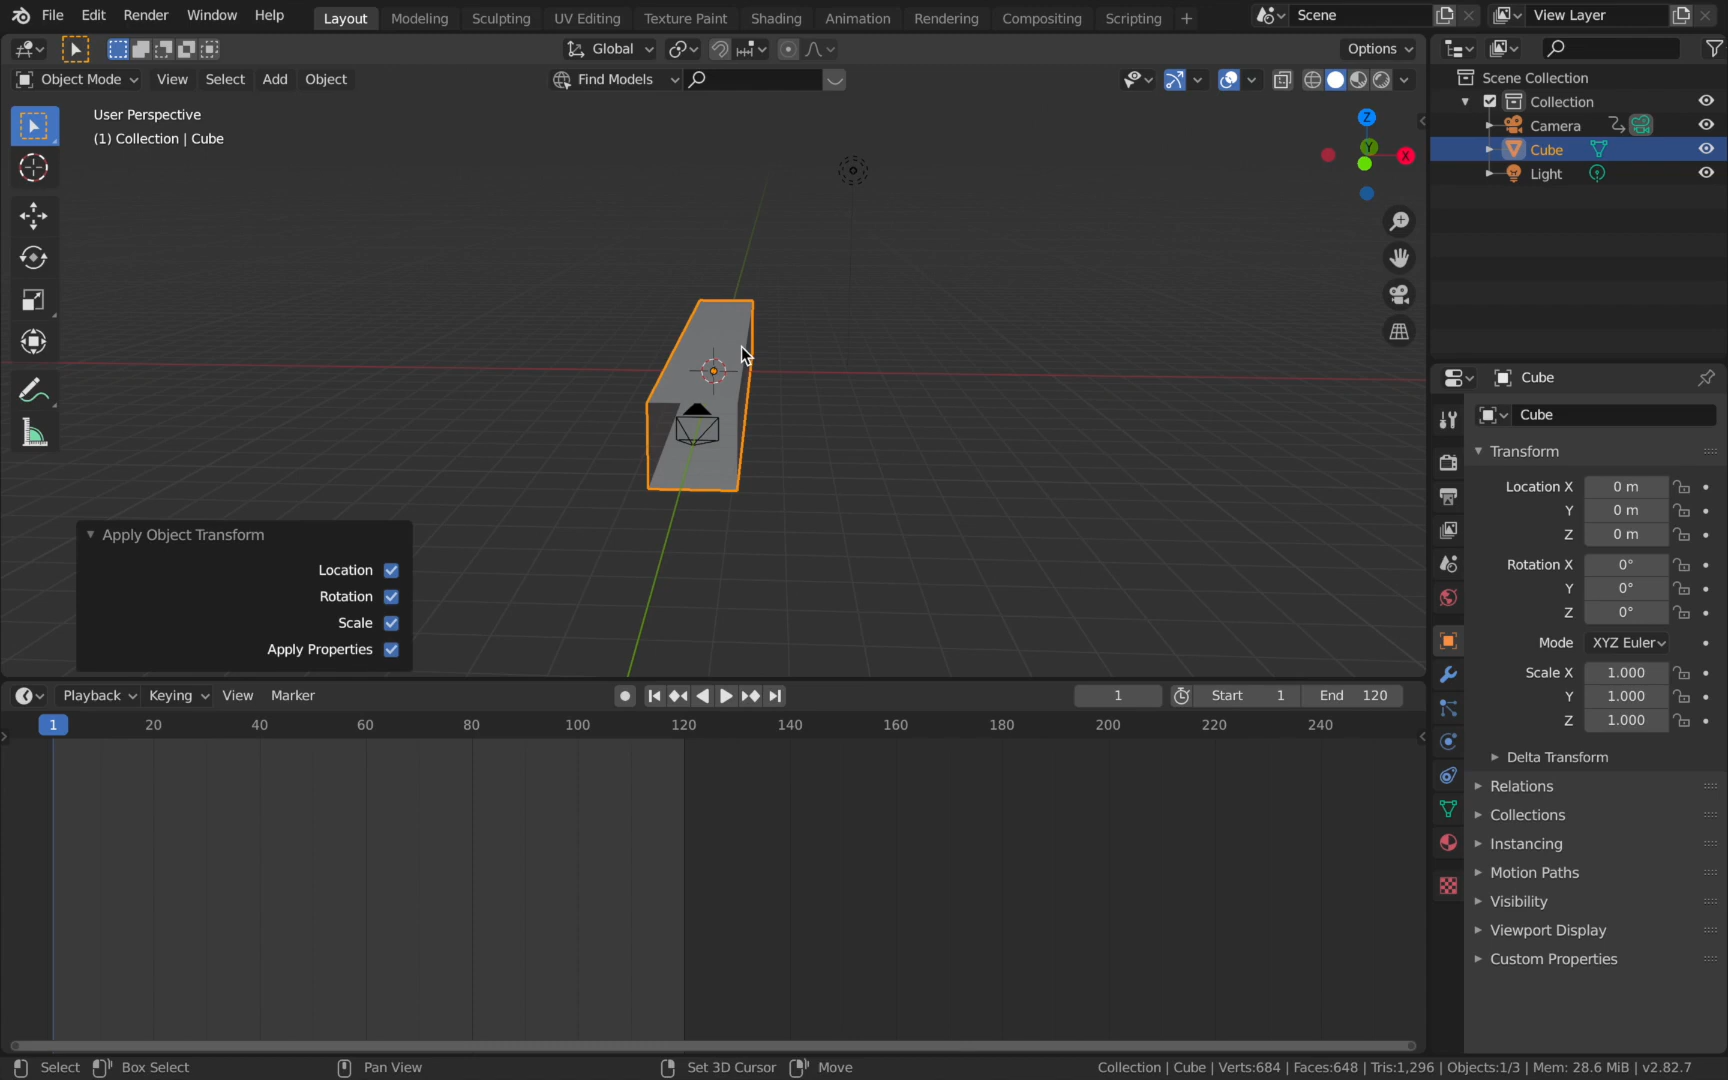 File Edit Render Window Help Layout Modeling Sculpting UV Editing Texture Paint Shading Animation Rendering Compositing Scripting + Scene View Layer
Global Options
Object Mode View Select Add Object Find Models
User Perspective
(1) Collection | Cube
Z
Y
X
Scene Collection
Collection
Camera
Cube
Light
Cube
Cube
Transform
Location X 0 m
Y 0 m
Z 0 m
Rotation X 0°
Y 0°
Z 0°
Mode XYZ Euler
Scale X 1.000
Y 1.000
Z 1.000
Delta Transform
Relations
Collections
Instancing
Motion Paths
Visibility
Viewport Display
Custom Properties
Apply Object Transform
Location
Rotation
Scale
Apply Properties
Playback Keying View Marker 1 Start 1 End 120
1 20 40 60 80 100 120 140 160 180 200 220 240
Select Box Select Pan View Set 3D Cursor Move Collection | Cube | Verts:684 | Faces:648 | Tris:1,296 | Objects:1/3 | Mem: 28.6 MiB | v2.82.7